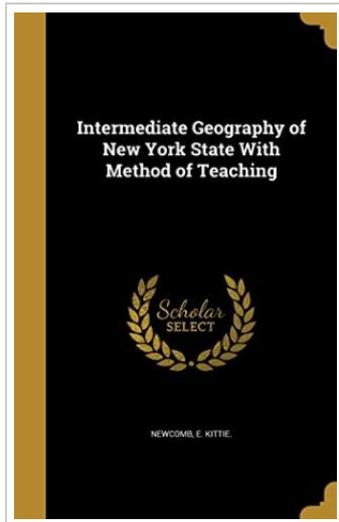 Intermediate Geography of
New York State With
Method of Teaching
Scholar
SELECT
NEWCOMB, E. KITTIE.